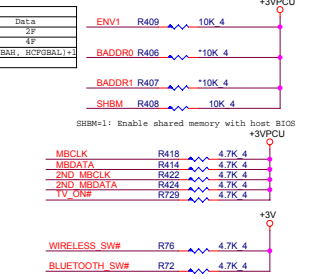 +3VPCU
Data
2F
4F
BAH, HCFGBAL)+1
ENV1 R409 10K_4
BADDR0 R406 *10K_4
BADDR1 R407 *10K_4
SHBM R408 10K_4
SHBM=1: Enable shared memory with host BIOS
+3VPCU
MBCLK R418 4.7K_4
MBDATA R414 4.7K_4
2ND_MBCLK R422 4.7K_4
2ND_MBDATA R424 4.7K_4
TV_ON# R729 4.7K_4
+3V
WIRELESS_SW# R76 4.7K_4
BLUETOOTH_SW# R72 4.7K_4